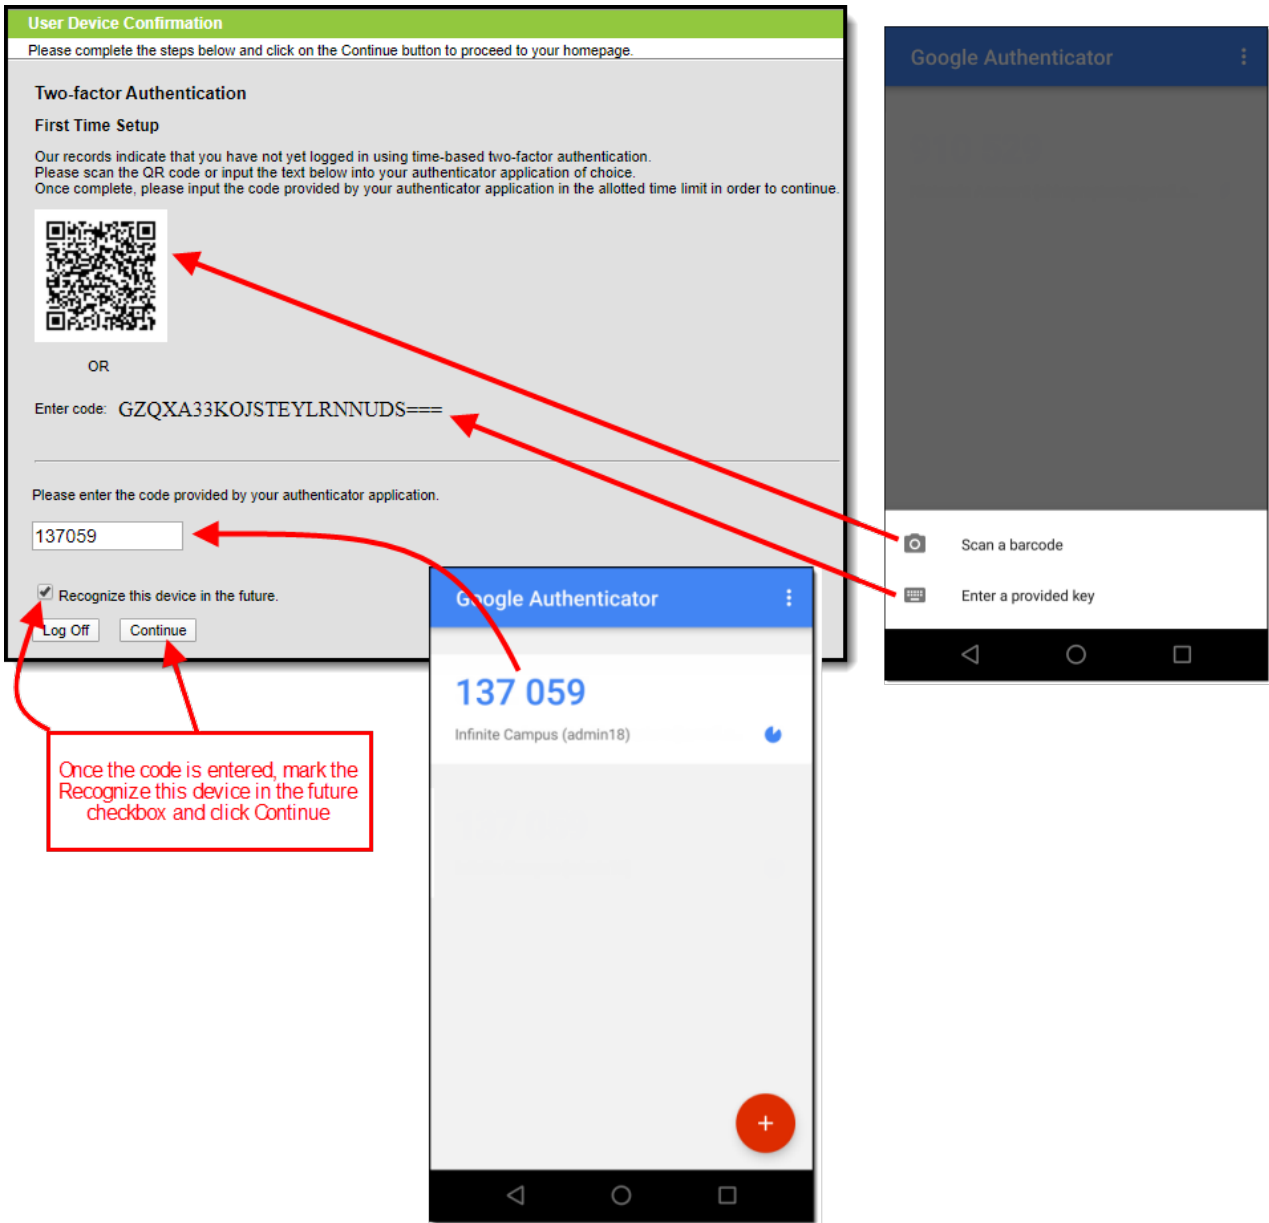 User Device Confirmation
Please complete the steps below and click on the Continue button to proceed to your homepage.
Two-factor Authentication
First Time Setup
Our records indicate that you have not yet logged in using time-based two-factor authentication.
Please scan the QR code or input the text below into your authenticator application of choice.
Once complete, please input the code provided by your authenticator application in the allotted time limit in order to continue.
OR
Enter code: GZQXA33KOJSTEYLRNNUDS===
Please enter the code provided by your authenticator application.
137059
Recognize this device in the future.
Log Off Continue
Once the code is entered, mark the
Recognize this device in the future
checkbox and click Continue
Google Authenticator
137 059
Infinite Campus (admin18)
+
Google Authenticator
Scan a barcode
Enter a provided key